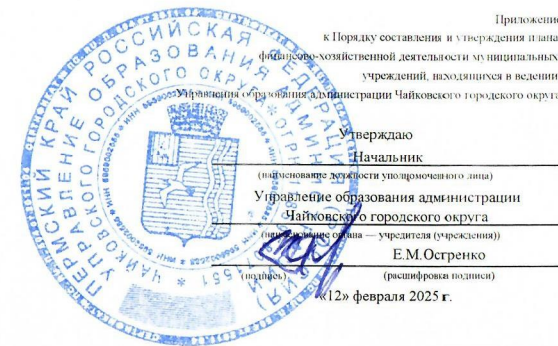 Приложение
к Порядку составления и утверждения плана
финансово-хозяйственной деятельности муниципальных
учреждений, находящихся в ведении
Управления образования администрации Чайковского городского округа
Утверждаю
Начальник
(наименование должности уполномоченного лица)
Управление образования администрации
Чайковского городского округа
(наименование органа — учредителя (учреждения))
Е.М.Остренко
(подпись) (расшифровка подписи)
«12» февраля 2025 г.
ПЕРМСКИЙ КРАЙ РОССИЙСКАЯ ФЕДЕРАЦИЯ
УПРАВЛЕНИЕ ОБРАЗОВАНИЯ АДМИНИСТРАЦИИ
ЧАЙКОВСКОГО ГОРОДСКОГО ОКРУГА